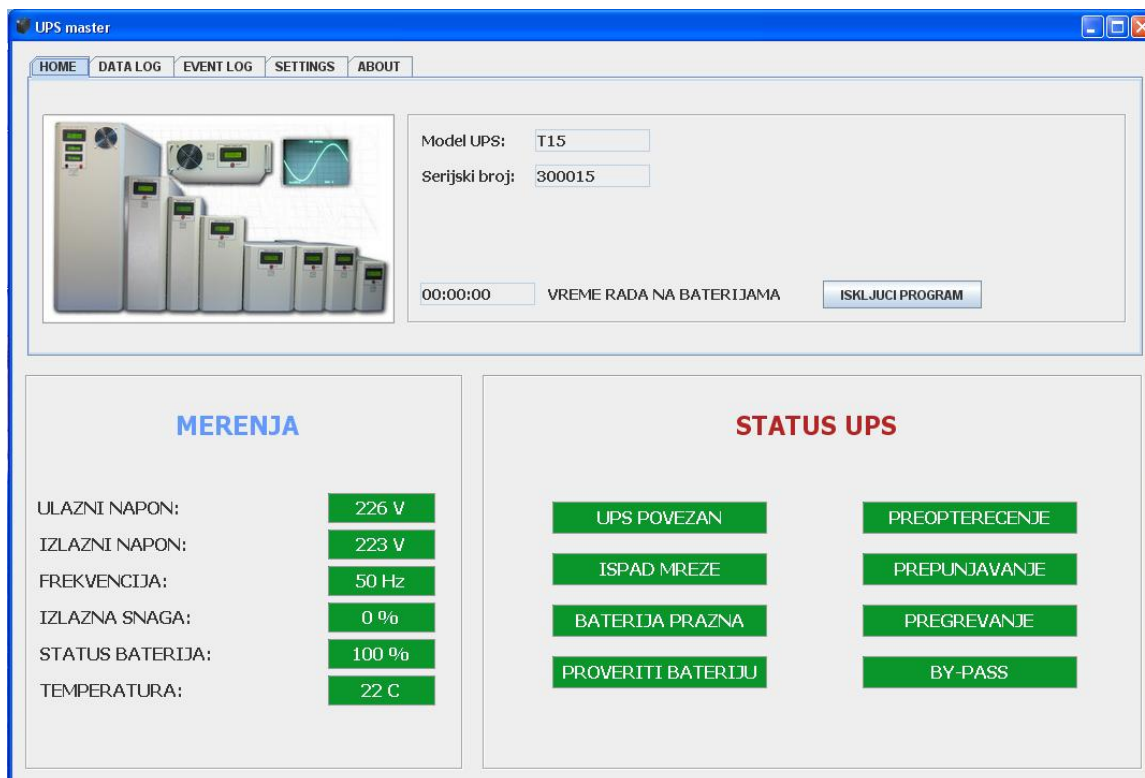 UPS master
HOME DATA LOG EVENT LOG SETTINGS ABOUT
Model UPS: T15
Serijski broj: 300015
00:00:00 VREME RADA NA BATERIJAMA ISKLJUCI PROGRAM
MERENJA
ULAZNI NAPON: 226 V
IZLAZNI NAPON: 223 V
FREKVENCIJA: 50 Hz
IZLAZNA SNAGA: 0 %
STATUS BATERIJA: 100 %
TEMPERATURA: 22 C
STATUS UPS
UPS POVEZAN PREOPTERECENJE
ISPAD MREZE PREPUNJAVANJE
BATERIJA PRAZNA PREGREVANJE
PROVERITI BATERIJU BY-PASS